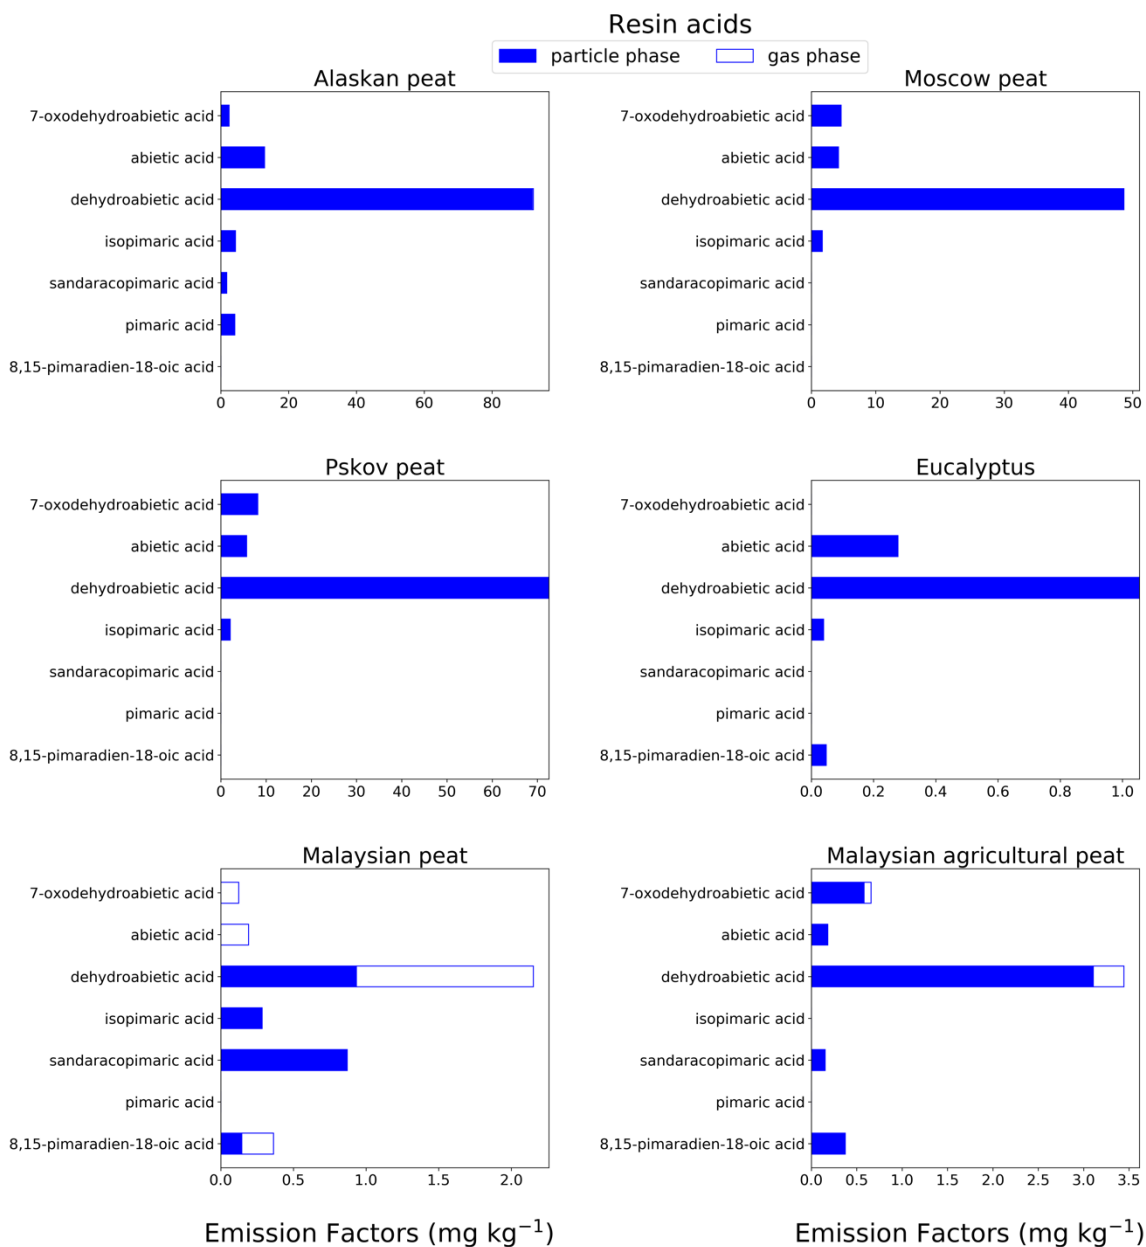 Resin acids
particle phase gas phase
Alaskan peat
7-oxodehydroabietic acid
abietic acid
dehydroabietic acid
isopimaric acid
sandaracopimaric acid
pimaric acid
8,15-pimaradien-18-oic acid
0 20 40 60 80
Moscow peat
7-oxodehydroabietic acid
abietic acid
dehydroabietic acid
isopimaric acid
sandaracopimaric acid
pimaric acid
8,15-pimaradien-18-oic acid
0 10 20 30 40 50
Pskov peat
7-oxodehydroabietic acid
abietic acid
dehydroabietic acid
isopimaric acid
sandaracopimaric acid
pimaric acid
8,15-pimaradien-18-oic acid
0 10 20 30 40 50 60 70
Eucalyptus
7-oxodehydroabietic acid
abietic acid
dehydroabietic acid
isopimaric acid
sandaracopimaric acid
pimaric acid
8,15-pimaradien-18-oic acid
0.0 0.2 0.4 0.6 0.8 1.0
Malaysian peat
7-oxodehydroabietic acid
abietic acid
dehydroabietic acid
isopimaric acid
sandaracopimaric acid
pimaric acid
8,15-pimaradien-18-oic acid
0.0 0.5 1.0 1.5 2.0
Emission Factors (mg kg⁻¹)
Malaysian agricultural peat
7-oxodehydroabietic acid
abietic acid
dehydroabietic acid
isopimaric acid
sandaracopimaric acid
pimaric acid
8,15-pimaradien-18-oic acid
0.0 0.5 1.0 1.5 2.0 2.5 3.0 3.5
Emission Factors (mg kg⁻¹)